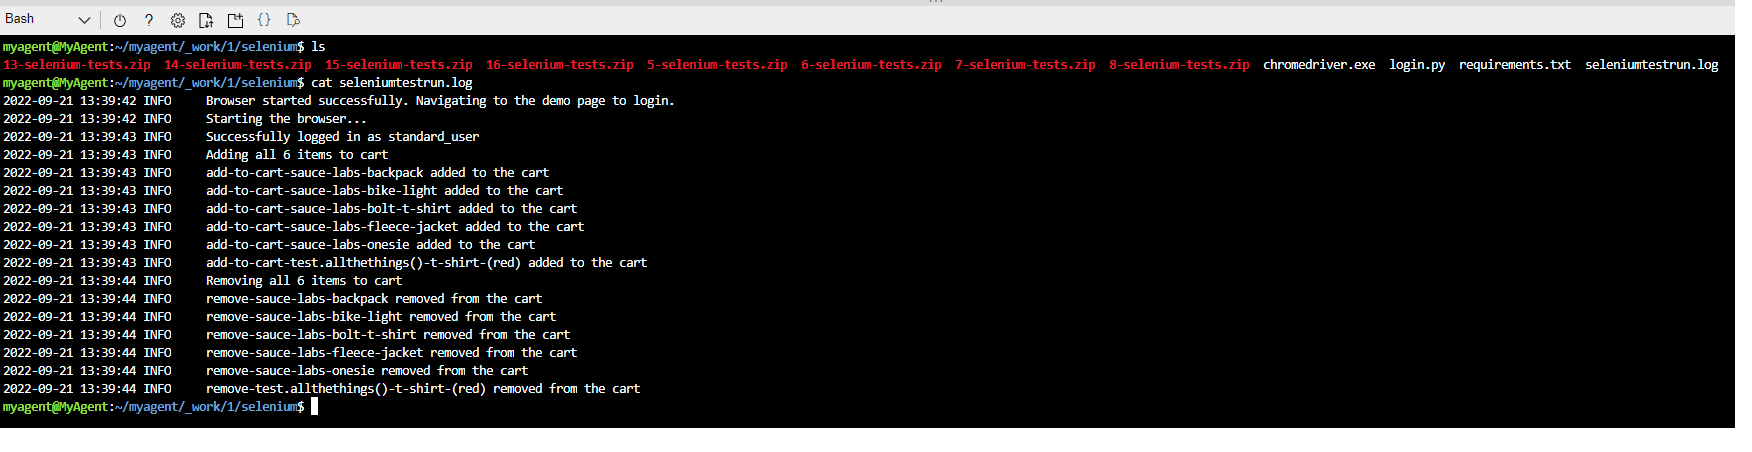 Bash
myagent@MyAgent:~/myagent/_work/1/selenium$ ls
13-selenium-tests.zip 14-selenium-tests.zip 15-selenium-tests.zip 16-selenium-tests.zip 5-selenium-tests.zip 6-selenium-tests.zip 7-selenium-tests.zip 8-selenium-tests.zip chromedriver.exe login.py requirements.txt seleniumtestrun.log
myagent@MyAgent:~/myagent/_work/1/selenium$ cat seleniumtestrun.log
2022-09-21 13:39:42 INFO Browser started successfully. Navigating to the demo page to login.
2022-09-21 13:39:42 INFO Starting the browser...
2022-09-21 13:39:43 INFO Successfully logged in as standard_user
2022-09-21 13:39:43 INFO Adding all 6 items to cart
2022-09-21 13:39:43 INFO add-to-cart-sauce-labs-backpack added to the cart
2022-09-21 13:39:43 INFO add-to-cart-sauce-labs-bike-light added to the cart
2022-09-21 13:39:43 INFO add-to-cart-sauce-labs-bolt-t-shirt added to the cart
2022-09-21 13:39:43 INFO add-to-cart-sauce-labs-fleece-jacket added to the cart
2022-09-21 13:39:43 INFO add-to-cart-sauce-labs-onesie added to the cart
2022-09-21 13:39:43 INFO add-to-cart-test.allthethings()-t-shirt-(red) added to the cart
2022-09-21 13:39:44 INFO Removing all 6 items to cart
2022-09-21 13:39:44 INFO remove-sauce-labs-backpack removed from the cart
2022-09-21 13:39:44 INFO remove-sauce-labs-bike-light removed from the cart
2022-09-21 13:39:44 INFO remove-sauce-labs-bolt-t-shirt removed from the cart
2022-09-21 13:39:44 INFO remove-sauce-labs-fleece-jacket removed from the cart
2022-09-21 13:39:44 INFO remove-sauce-labs-onesie removed from the cart
2022-09-21 13:39:44 INFO remove-test.allthethings()-t-shirt-(red) removed from the cart
myagent@MyAgent:~/myagent/_work/1/selenium$